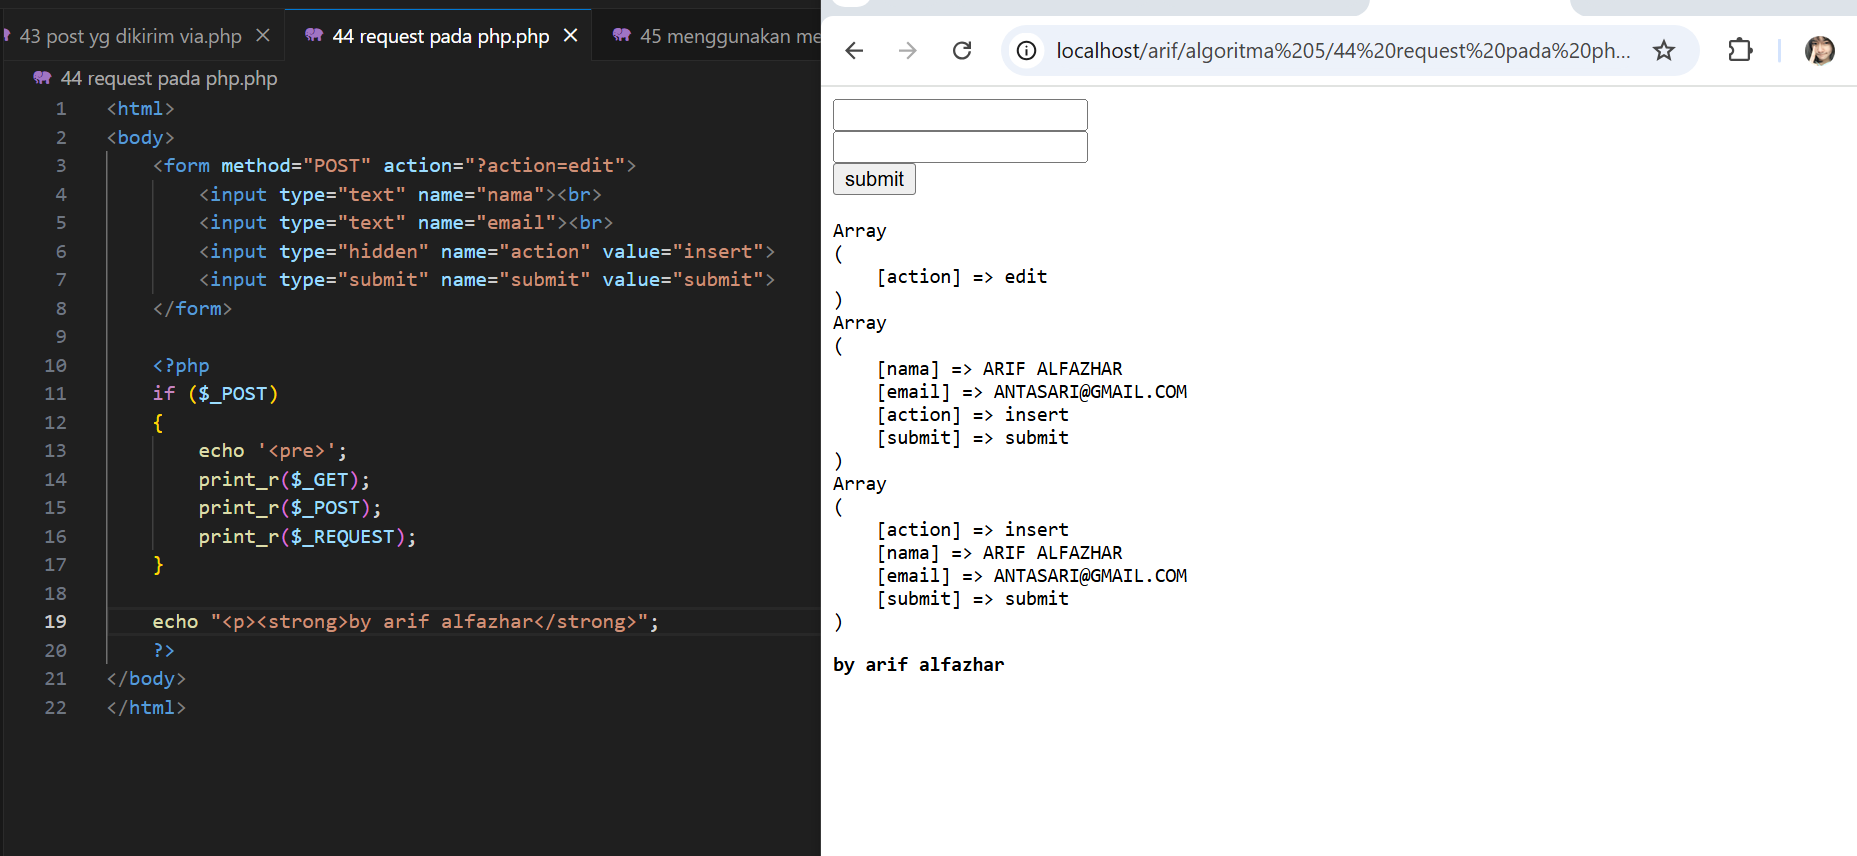 43 post yg dikirim via.php
44 request pada php.php
45 menggunakan me
44 request pada php.php
1 <html>
2 <body>
3 <form method="POST" action="?action=edit">
4 <input type="text" name="nama"><br>
5 <input type="text" name="email"><br>
6 <input type="hidden" name="action" value="insert">
7 <input type="submit" name="submit" value="submit">
8 </form>
9
10 <?php
11 if ($_POST)
12 {
13 echo '<pre>';
14 print_r($_GET);
15 print_r($_POST);
16 print_r($_REQUEST);
17 }
18
19 echo "<p><strong>by arif alfazhar</strong>";
20 ?>
21 </body>
22 </html>
localhost/arif/algoritma%205/44%20request%20pada%20ph...
submit
Array
(
[action] => edit
)
Array
(
[nama] => ARIF ALFAZHAR
[email] => ANTASARI@GMAIL.COM
[action] => insert
[submit] => submit
)
Array
(
[action] => insert
[nama] => ARIF ALFAZHAR
[email] => ANTASARI@GMAIL.COM
[submit] => submit
)
by arif alfazhar